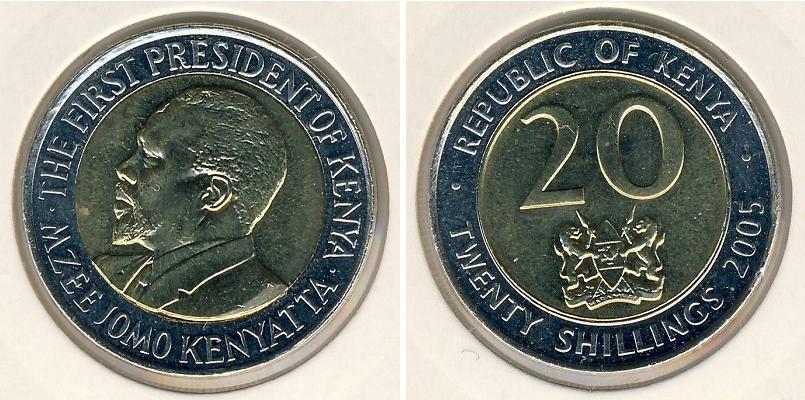 · THE FIRST PRESIDENT OF KENYA ·
MZEE JOMO KENYATTA
· REPUBLIC OF KENYA ·
20
TWENTY SHILLINGS 2005